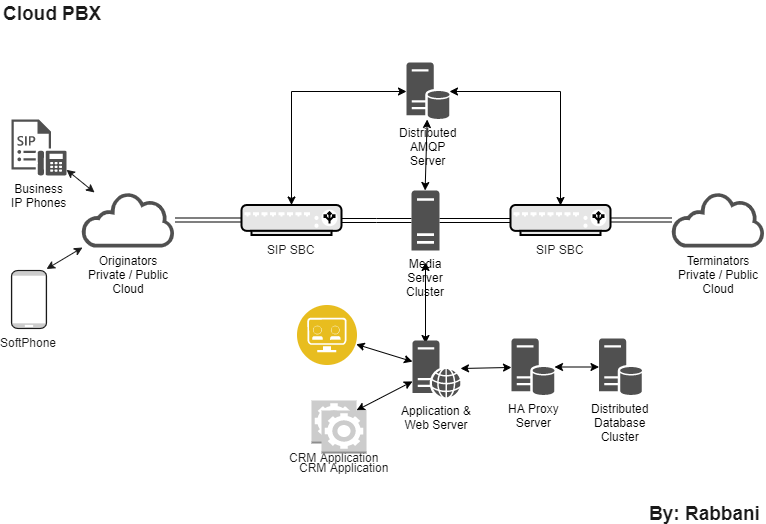 Cloud PBX
Distributed
AMQP
Server
SIP
Business
IP Phones
SIP SBC
SIP SBC
Originators
Private / Public
Cloud
Media
Server
Cluster
Terminators
Private / Public
Cloud
SoftPhone
Application &
Web Server
HA Proxy
Server
Distributed
Database
Cluster
CRM Application
CRM Application
By: Rabbani